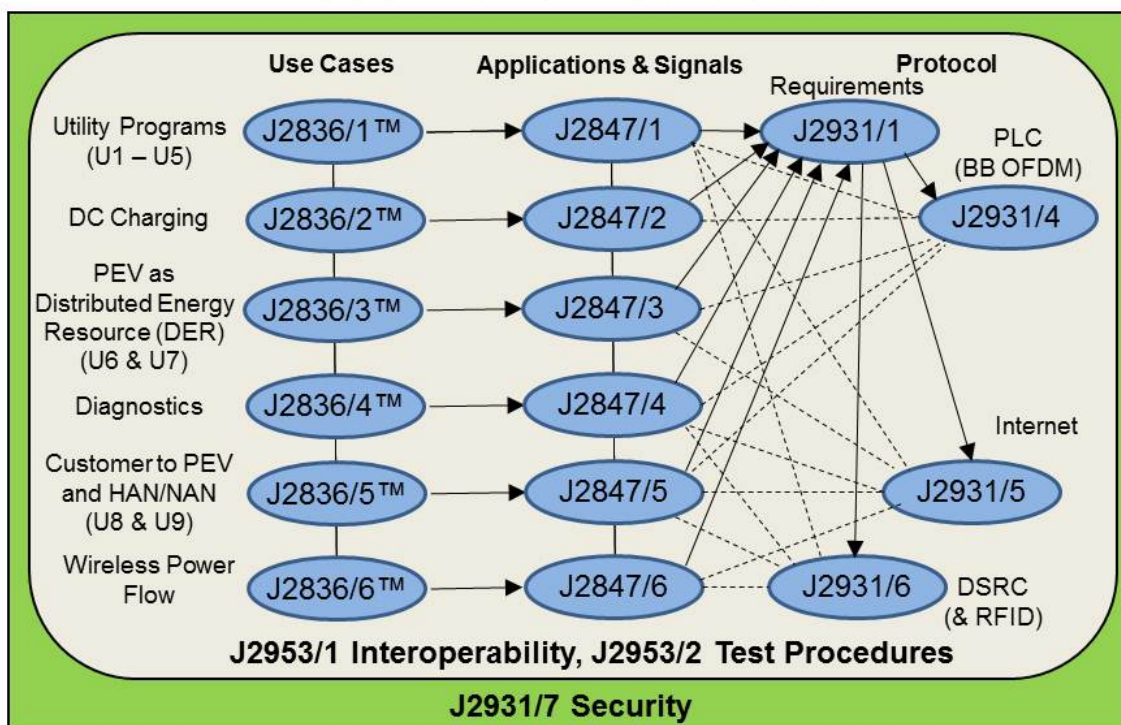 Use Cases
Applications & Signals
Protocol
Requirements
Utility Programs
(U1 – U5)
J2836/1™
J2847/1
J2931/1
PLC
(BB OFDM)
DC Charging
J2836/2™
J2847/2
J2931/4
PEV as
Distributed Energy
Resource (DER)
(U6 & U7)
J2836/3™
J2847/3
Diagnostics
J2836/4™
J2847/4
Internet
Customer to PEV
and HAN/NAN
(U8 & U9)
J2836/5™
J2847/5
J2931/5
Wireless Power
Flow
J2836/6™
J2847/6
J2931/6
DSRC
(& RFID)
J2953/1 Interoperability, J2953/2 Test Procedures
J2931/7 Security